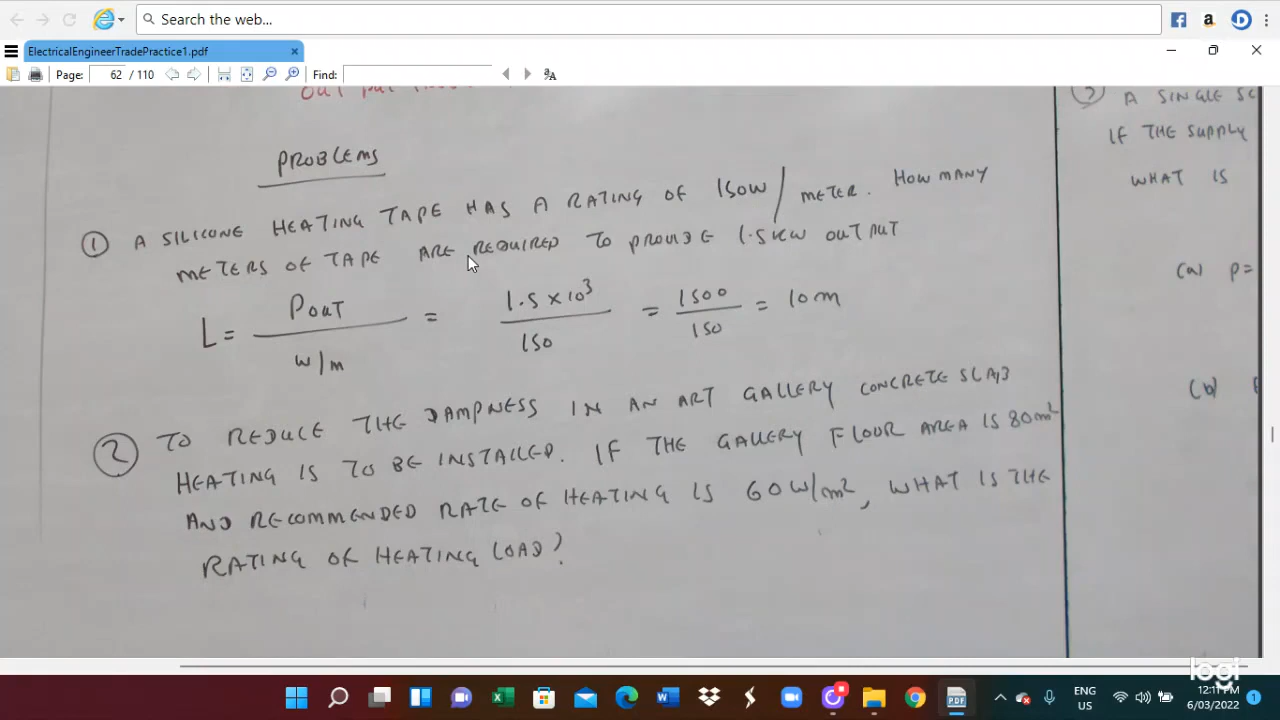 Search the web...
ElectricalEngineerTradePractice1.pdf
Page: 62 / 110 Find:
OUT PUT
PROBLEMS
① A SILICONE HEATING TAPE HAS A RATING OF 150W / METER. HOW MANY
METERS OF TAPE ARE REQUIRED TO PROVIDE 1.5KW OUTPUT
L = POUT / W/m = 1.5 × 10³ / 150 = 1500 / 150 = 10m
② TO REDUCE THE DAMPNESS IN AN ART GALLERY CONCRETE SLAB
HEATING IS TO BE INSTALLED. IF THE GALLERY FLOOR AREA IS 80m²
AND RECOMMENDED RATE OF HEATING IS 60W/m², WHAT IS THE
RATING OF HEATING LOAD?
A SINGLE
IF THE SUPPLY
WHAT IS
(a) P=
(b)
logi
ENG
US
12:11 PM
6/03/2022